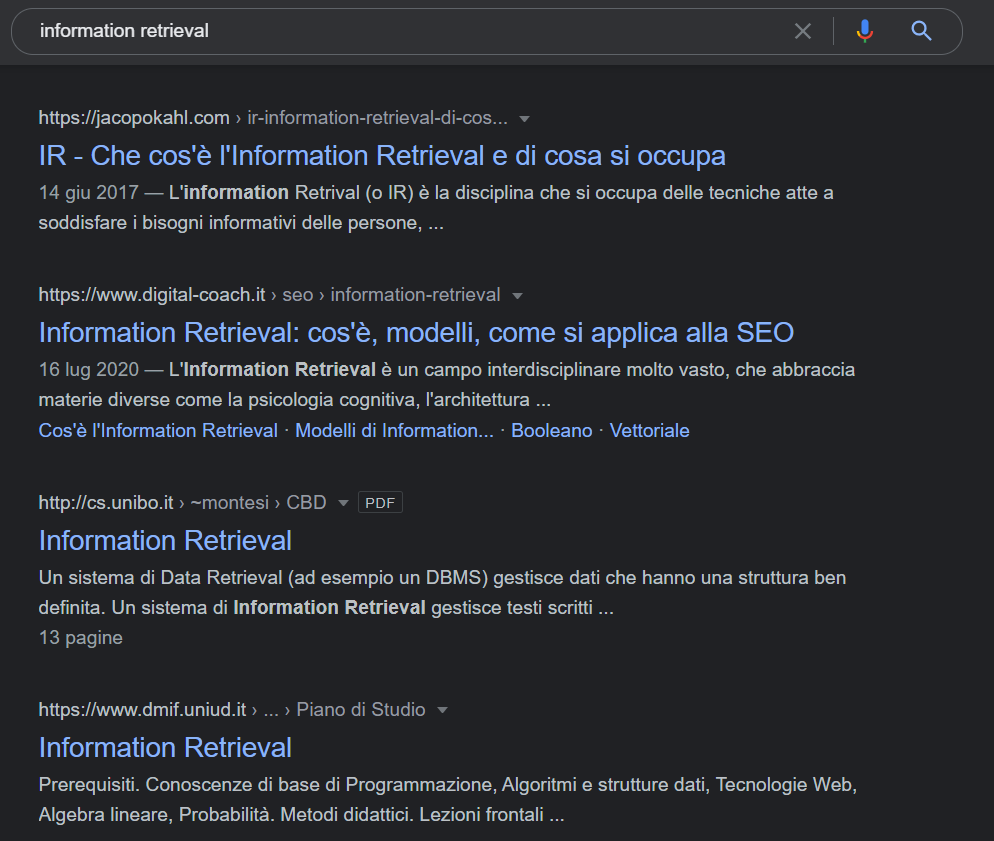 information retrieval
https://jacopokahl.com › ir-information-retrieval-di-cos...
IR - Che cos'è l'Information Retrieval e di cosa si occupa
14 giu 2017 — L'information Retrival (o IR) è la disciplina che si occupa delle tecniche atte a
soddisfare i bisogni informativi delle persone, ...
https://www.digital-coach.it › seo › information-retrieval
Information Retrieval: cos'è, modelli, come si applica alla SEO
16 lug 2020 — L'Information Retrieval è un campo interdisciplinare molto vasto, che abbraccia
materie diverse come la psicologia cognitiva, l'architettura ...
Cos'è l'Information Retrieval · Modelli di Information... · Booleano · Vettoriale
http://cs.unibo.it › ~montesi › CBD PDF
Information Retrieval
Un sistema di Data Retrieval (ad esempio un DBMS) gestisce dati che hanno una struttura ben
definita. Un sistema di Information Retrieval gestisce testi scritti ...
13 pagine
https://www.dmif.uniud.it › ... › Piano di Studio
Information Retrieval
Prerequisiti. Conoscenze di base di Programmazione, Algoritmi e strutture dati, Tecnologie Web,
Algebra lineare, Probabilità. Metodi didattici. Lezioni frontali ...